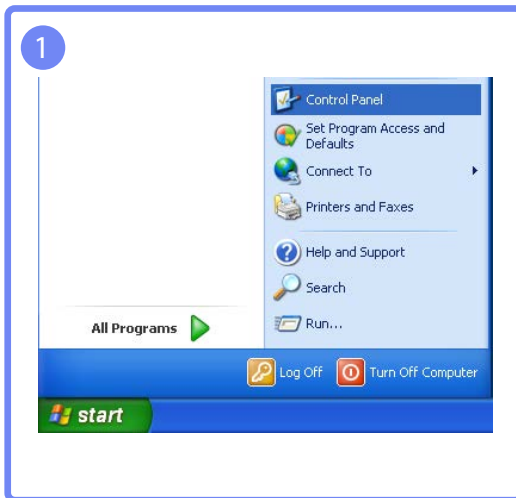 1
Control Panel
Set Program Access and
Defaults
Connect To
Printers and Faxes
Help and Support
Search
All Programs
Run...
Log Off
Turn Off Computer
start